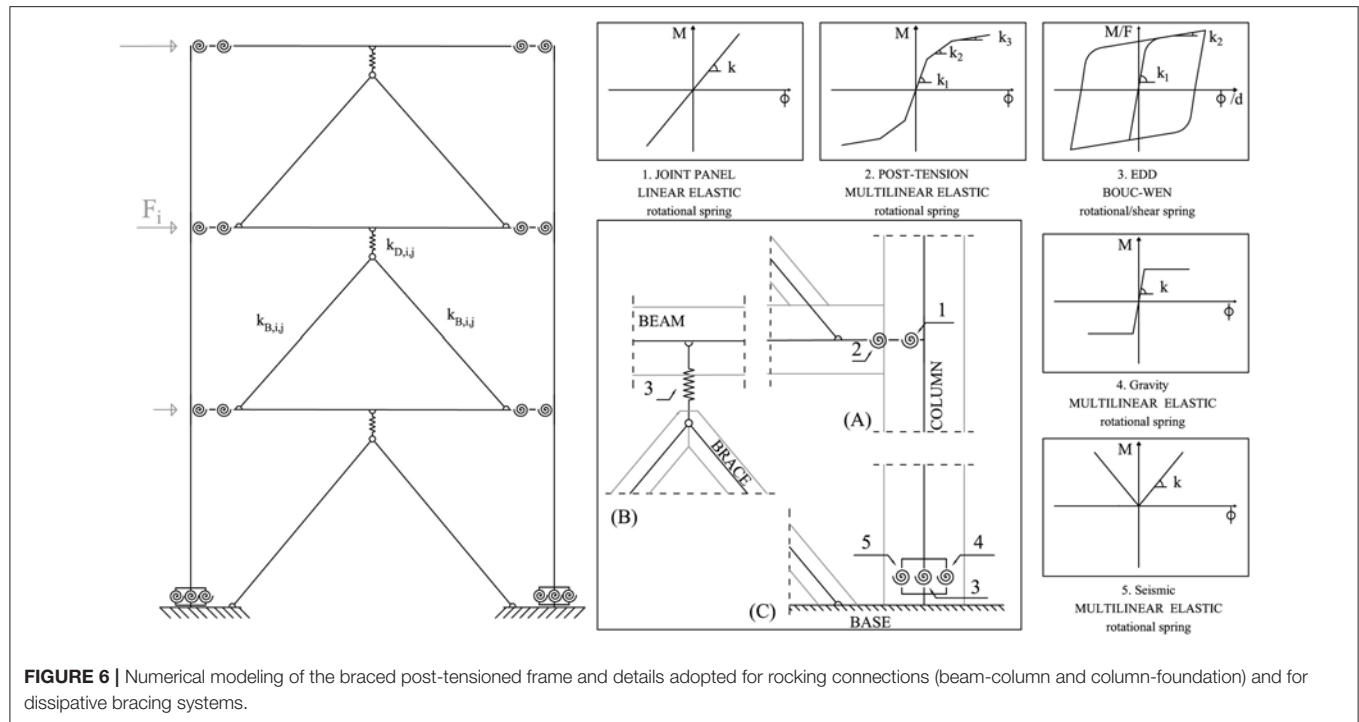 F_i
k_D,i,j
k_B,i,j
k_B,i,j
M
k
ϕ
1. JOINT PANEL
LINEAR ELASTIC
rotational spring
M
k_3
k_2
k_1
ϕ
2. POST-TENSION
MULTILINEAR ELASTIC
rotational spring
M/F
k_2
k_1
ϕ/d
3. EDD
BOUC-WEN
rotational/shear spring
BEAM
3
BRACE
(B)
1
2
COLUMN
(A)
5
4
3
(C)
BASE
M
k
ϕ
4. Gravity
MULTILINEAR ELASTIC
rotational spring
M
k
ϕ
5. Seismic
MULTILINEAR ELASTIC
rotational spring
FIGURE 6 | Numerical modeling of the braced post-tensioned frame and details adopted for rocking connections (beam-column and column-foundation) and for
dissipative bracing systems.